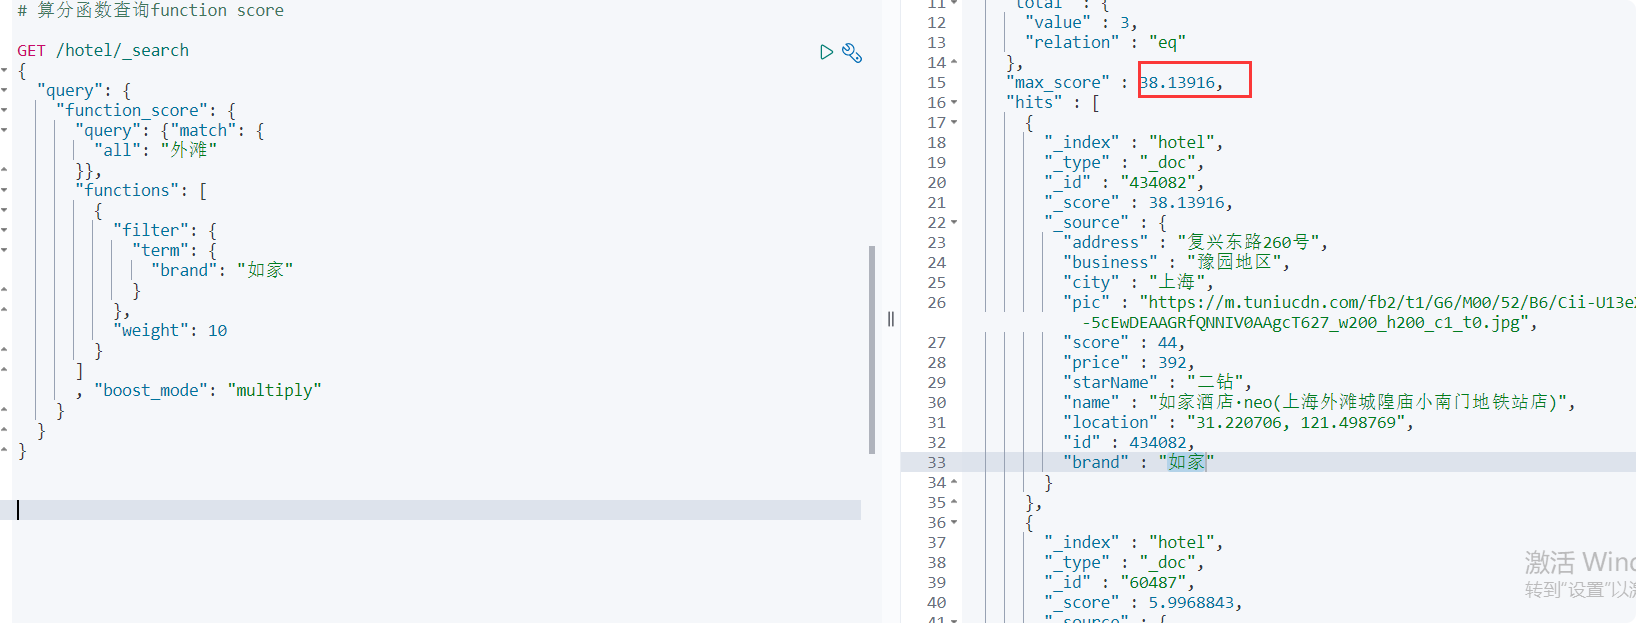 # 算分函数查询function score
GET /hotel/_search
{
"query": {
"function_score": {
"query": {"match": {
"all": "外滩"
}},
"functions": [
{
"filter": {
"term": {
"brand": "如家"
}
},
"weight": 10
}
]
, "boost_mode": "multiply"
}
}
}
11 "total" : {
12 "value" : 3,
13 "relation" : "eq"
14 },
15 "max_score" : 38.13916,
16 "hits" : [
17 {
18 "_index" : "hotel",
19 "_type" : "_doc",
20 "_id" : "434082",
21 "_score" : 38.13916,
22 "_source" : {
23 "address" : "复兴东路260号",
24 "business" : "豫园地区",
25 "city" : "上海",
26 "pic" : "https://m.tuniucdn.com/fb2/t1/G6/M00/52/B6/Cii-U13e
-5cEwDEAAGRfQNNIV0AAgcT627_w200_h200_c1_t0.jpg",
27 "score" : 44,
28 "price" : 392,
29 "starName" : "二钻",
30 "name" : "如家酒店·neo(上海外滩城隍庙小南门地铁站店)",
31 "location" : "31.220706, 121.498769",
32 "id" : 434082,
33 "brand" : "如家"
34 }
35 },
36 {
37 "_index" : "hotel",
38 "_type" : "_doc",
39 "_id" : "60487",
40 "_score" : 5.9968843,
41 "_source" : {
激活 Wind
转到"设置"以